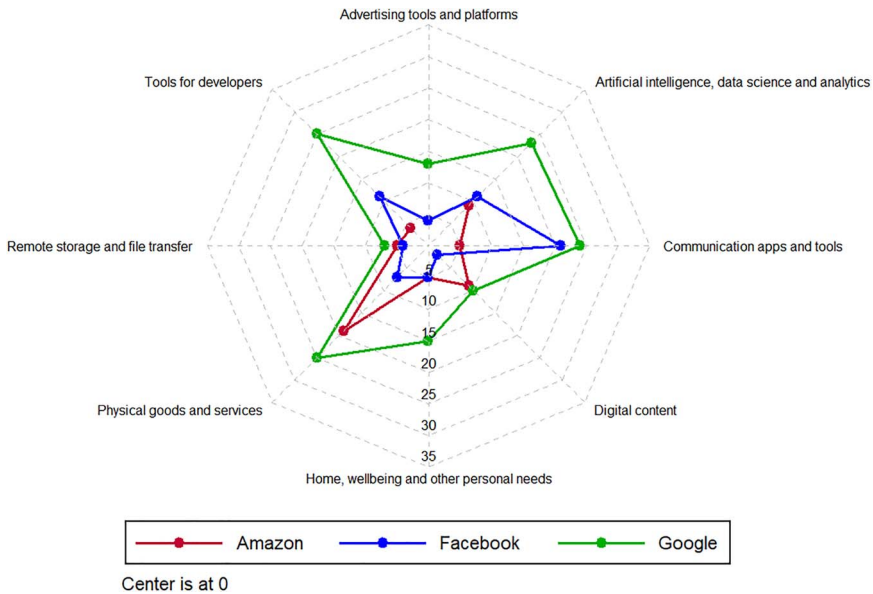 Advertising tools and platforms
Tools for developers
Artificial intelligence, data science and analytics
Remote storage and file transfer
Communication apps and tools
5
10
15
20
25
30
35
Physical goods and services
Digital content
Home, wellbeing and other personal needs
Amazon Facebook Google
Center is at 0